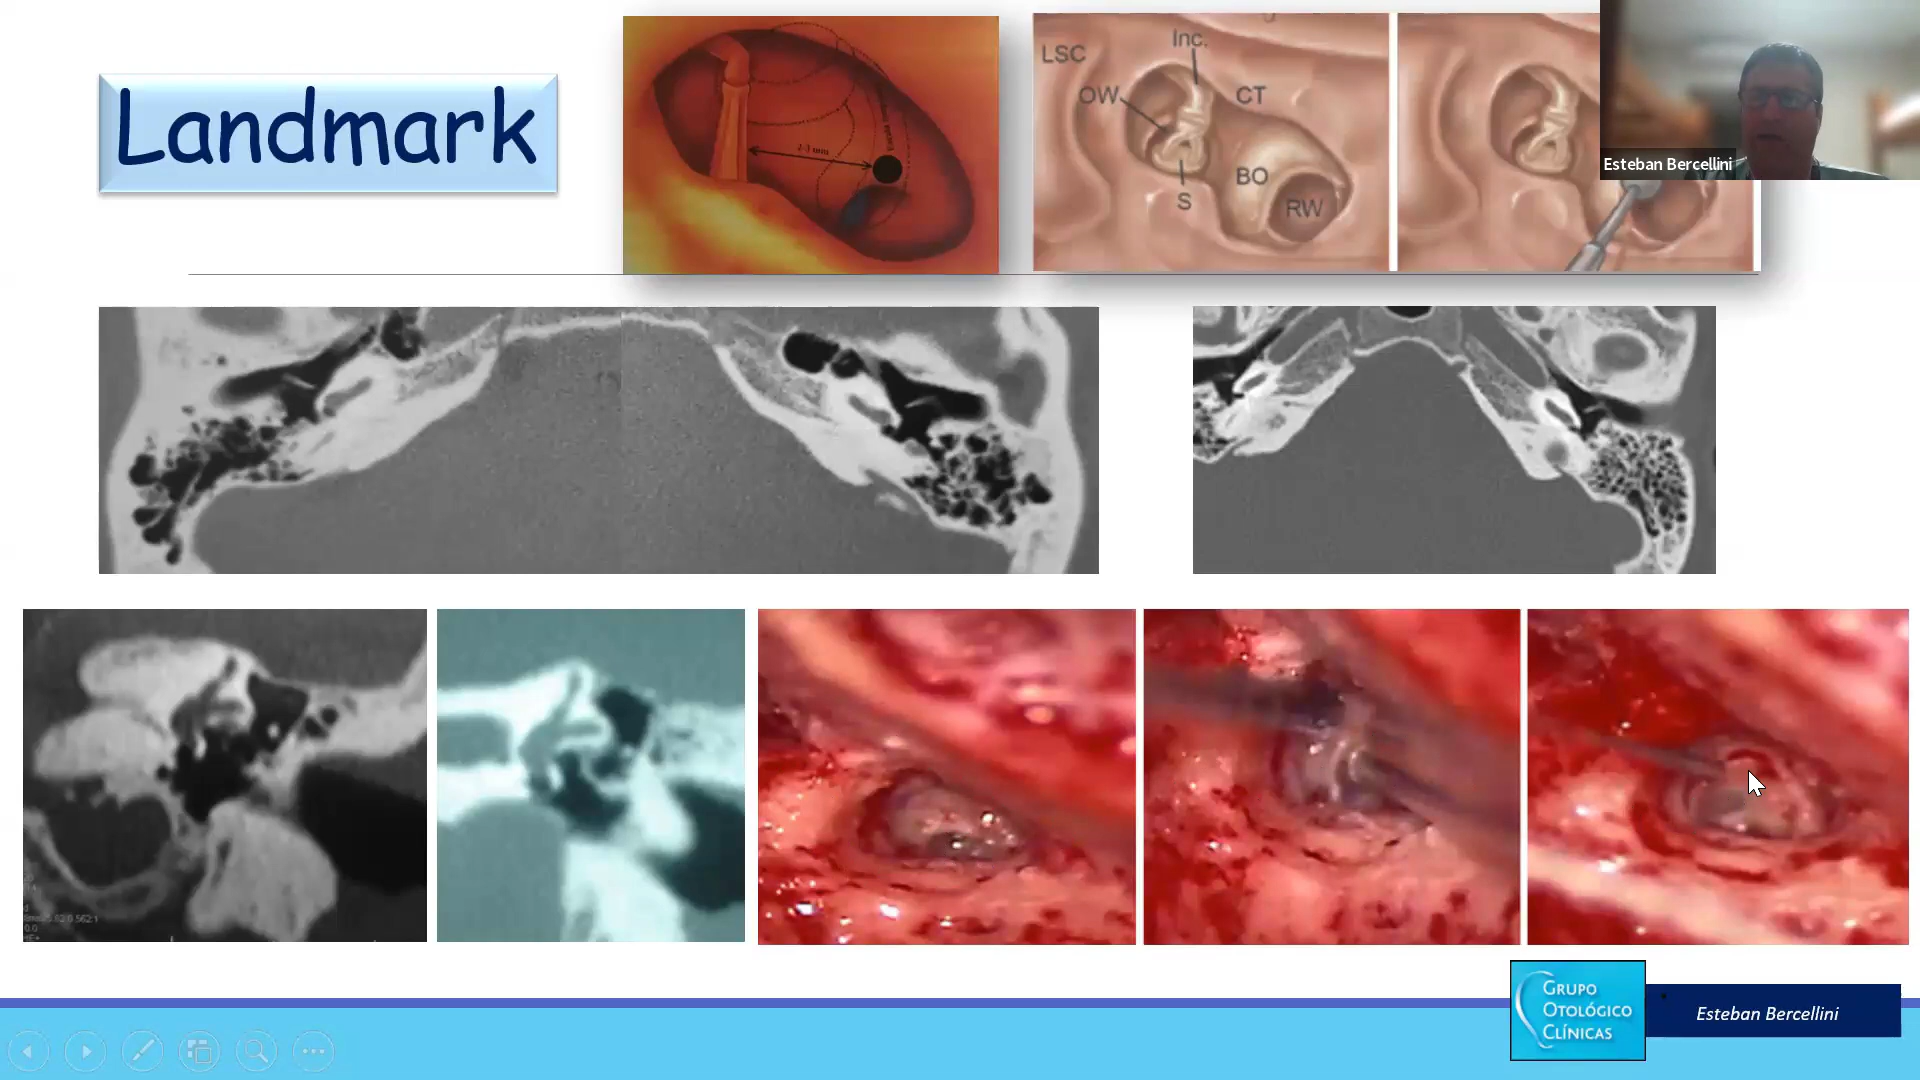 Landmark
2-3 mm
LSC
Inc.
OW
CT
BO
S
RW
Esteban Bercellini
GRUPO
OTOLÓGICO
CLÍNICAS
Esteban Bercellini